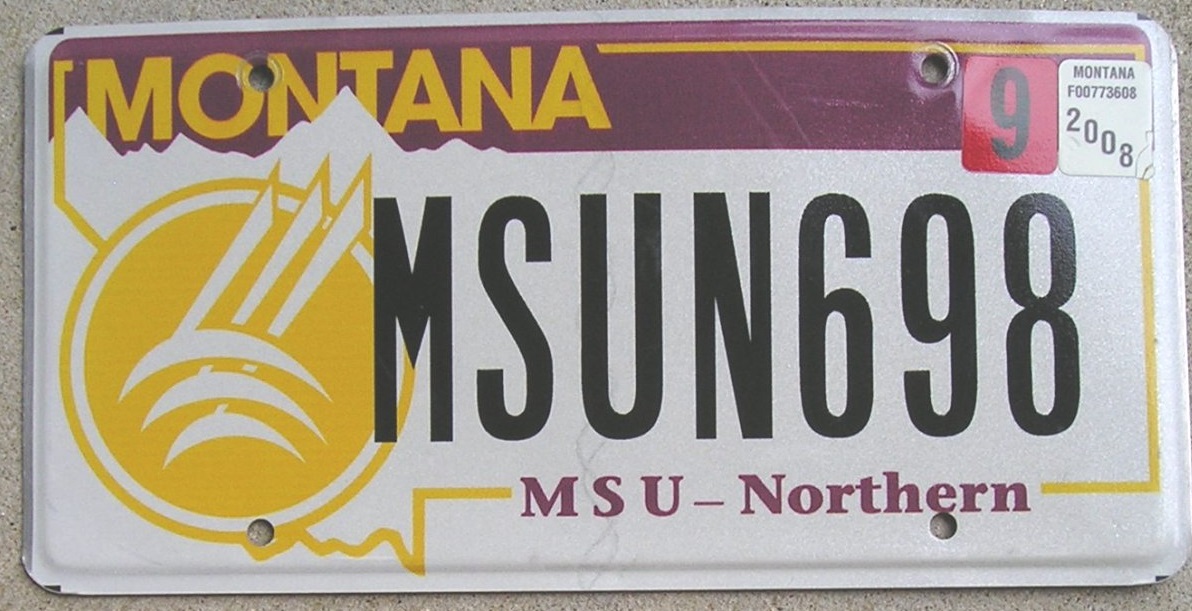 MONTANA
9
MONTANA
F00773608
2008
MSUN698
MSU – Northern